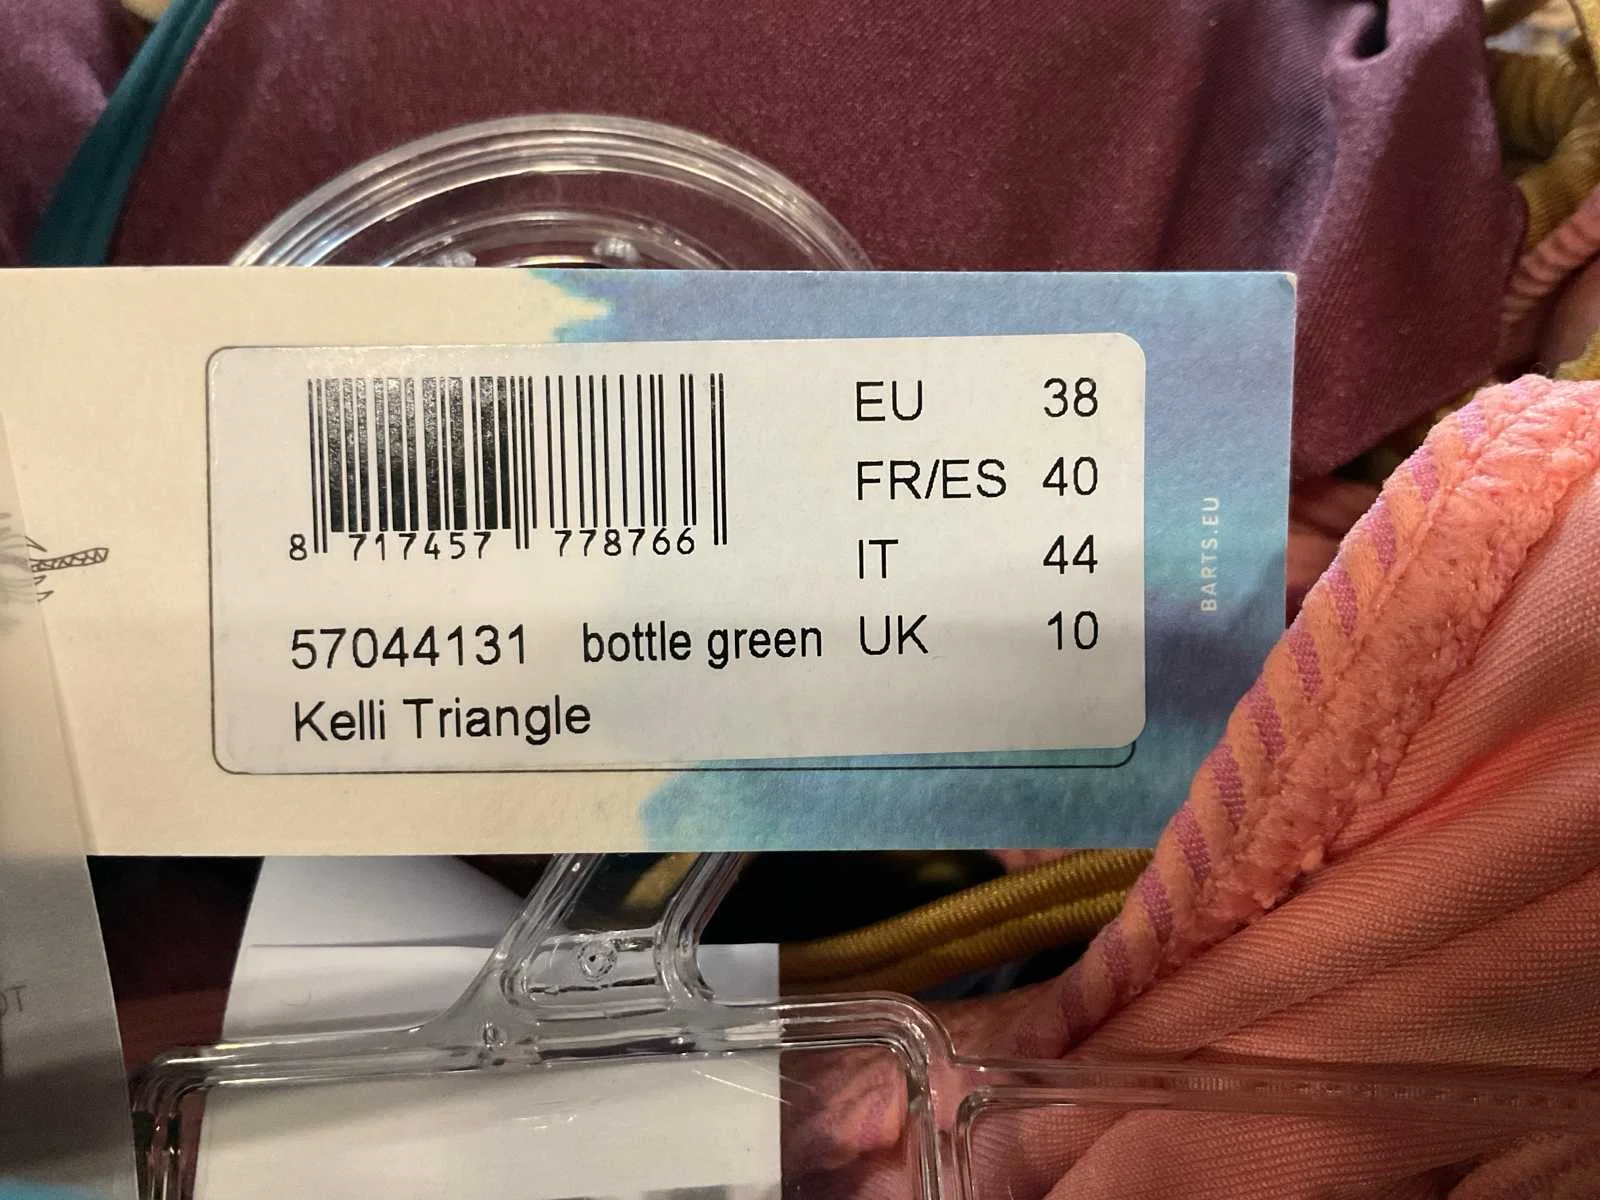 EU 38
FR/ES 40
IT 44
UK 10
8 717457 778766
57044131 bottle green
Kelli Triangle
BARTS.EU